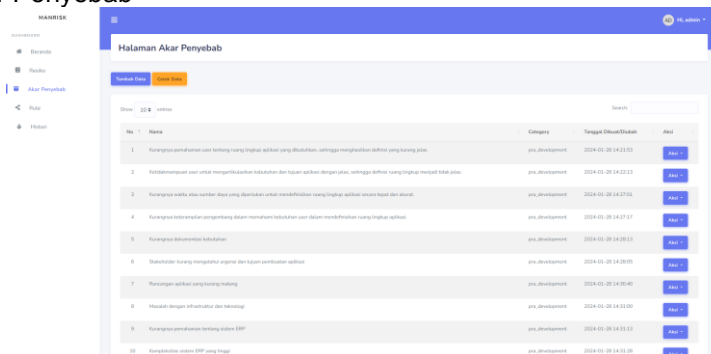 Penyebab
MANRISK
AD Hi, admin
DASHBOARD
Beranda
Resiko
Akar Penyebab
Rule
History
Halaman Akar Penyebab
Tambah Data Cetak Data
Show 10 entries Search:
No Nama Category Tanggal Dibuat/Diubah Aksi
1 Kurangnya pemahaman user tentang ruang lingkup aplikasi yang dibutuhkan, sehingga menghasilkan definisi yang kurang jelas. pra_development 2024-01-28 14:21:53 Aksi
2 Ketidakmampuan user untuk mengartikulasikan kebutuhan dan tujuan aplikasi dengan jelas, sehingga definisi ruang lingkup menjadi tidak jelas. pra_development 2024-01-28 14:22:13 Aksi
3 Kurangnya waktu atau sumber daya yang diperlukan untuk mendefinisikan ruang lingkup aplikasi secara tepat dan akurat. pra_development 2024-01-28 14:27:01 Aksi
4 Kurangnya keterampilan pengembang dalam memahami kebutuhan user dalam mendefinisikan ruang lingkup aplikasi. pra_development 2024-01-28 14:27:17 Aksi
5 Kurangnya dokumentasi kebutuhan pra_development 2024-01-28 14:28:13 Aksi
6 Stakeholder kurang mengetahui urgensi dan tujuan pembuatan aplikasi pra_development 2024-01-28 14:28:05 Aksi
7 Rancangan aplikasi yang kurang matang pra_development 2024-01-28 14:30:40 Aksi
8 Masalah dengan infrastruktur dan teknologi pra_development 2024-01-28 14:31:00 Aksi
9 Kurangnya pemahaman tentang sistem ERP pra_development 2024-01-28 14:31:13 Aksi
10 Kompleksitas sistem ERP yang tinggi pra_development 2024-01-28 14:31:28 Aksi